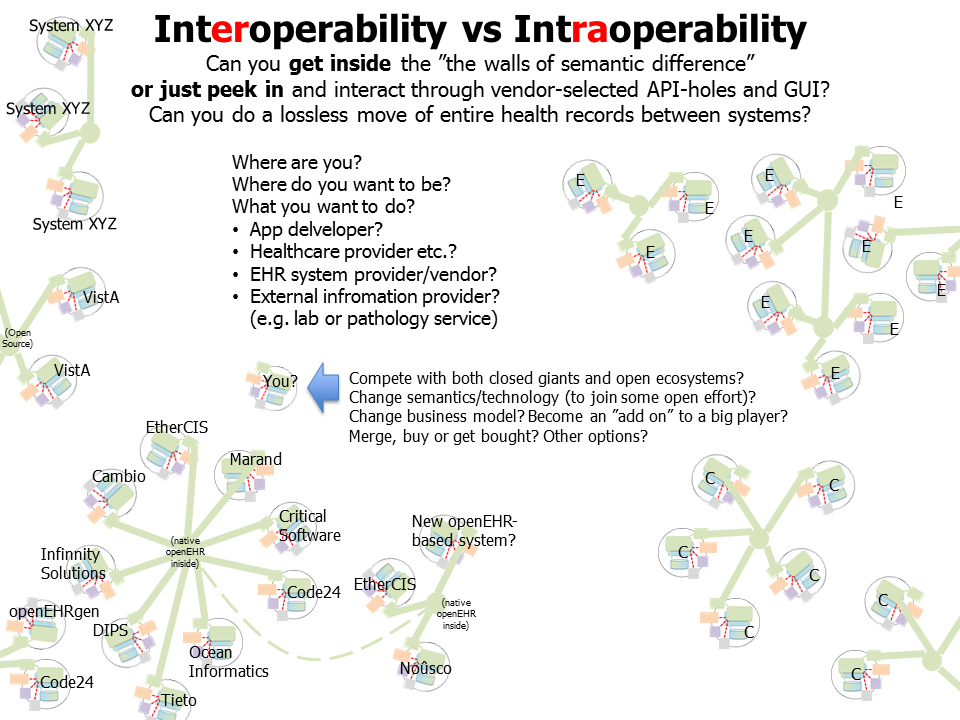 Interoperability vs Intraoperability
Can you get inside the ”the walls of semantic difference”
or just peek in and interact through vendor-selected API-holes and GUI?
Can you do a lossless move of entire health records between systems?
System XYZ
System XYZ
System XYZ
Where are you?
Where do you want to be?
What you want to do?
• App delveloper?
• Healthcare provider etc.?
• EHR system provider/vendor?
• External infromation provider?
(e.g. lab or pathology service)
E
E
E
E
E
E
E
E
E
E
E
VistA
(Open
Source)
VistA
You?
Compete with both closed giants and open ecosystems?
Change semantics/technology (to join some open effort)?
Change business model? Become an ”add on” to a big player?
Merge, buy or get bought? Other options?
EtherCIS
Marand
Cambio
Critical
Software
(native
openEHR
iniside)
Infinnity
Solutions
Code24
openEHRgen
DIPS
Ocean
Informatics
Code24
Tieto
New openEHR-
based system?
EtherCIS
(native
openEHR
inside)
Noûsco
C
C
C
C
C
C
C